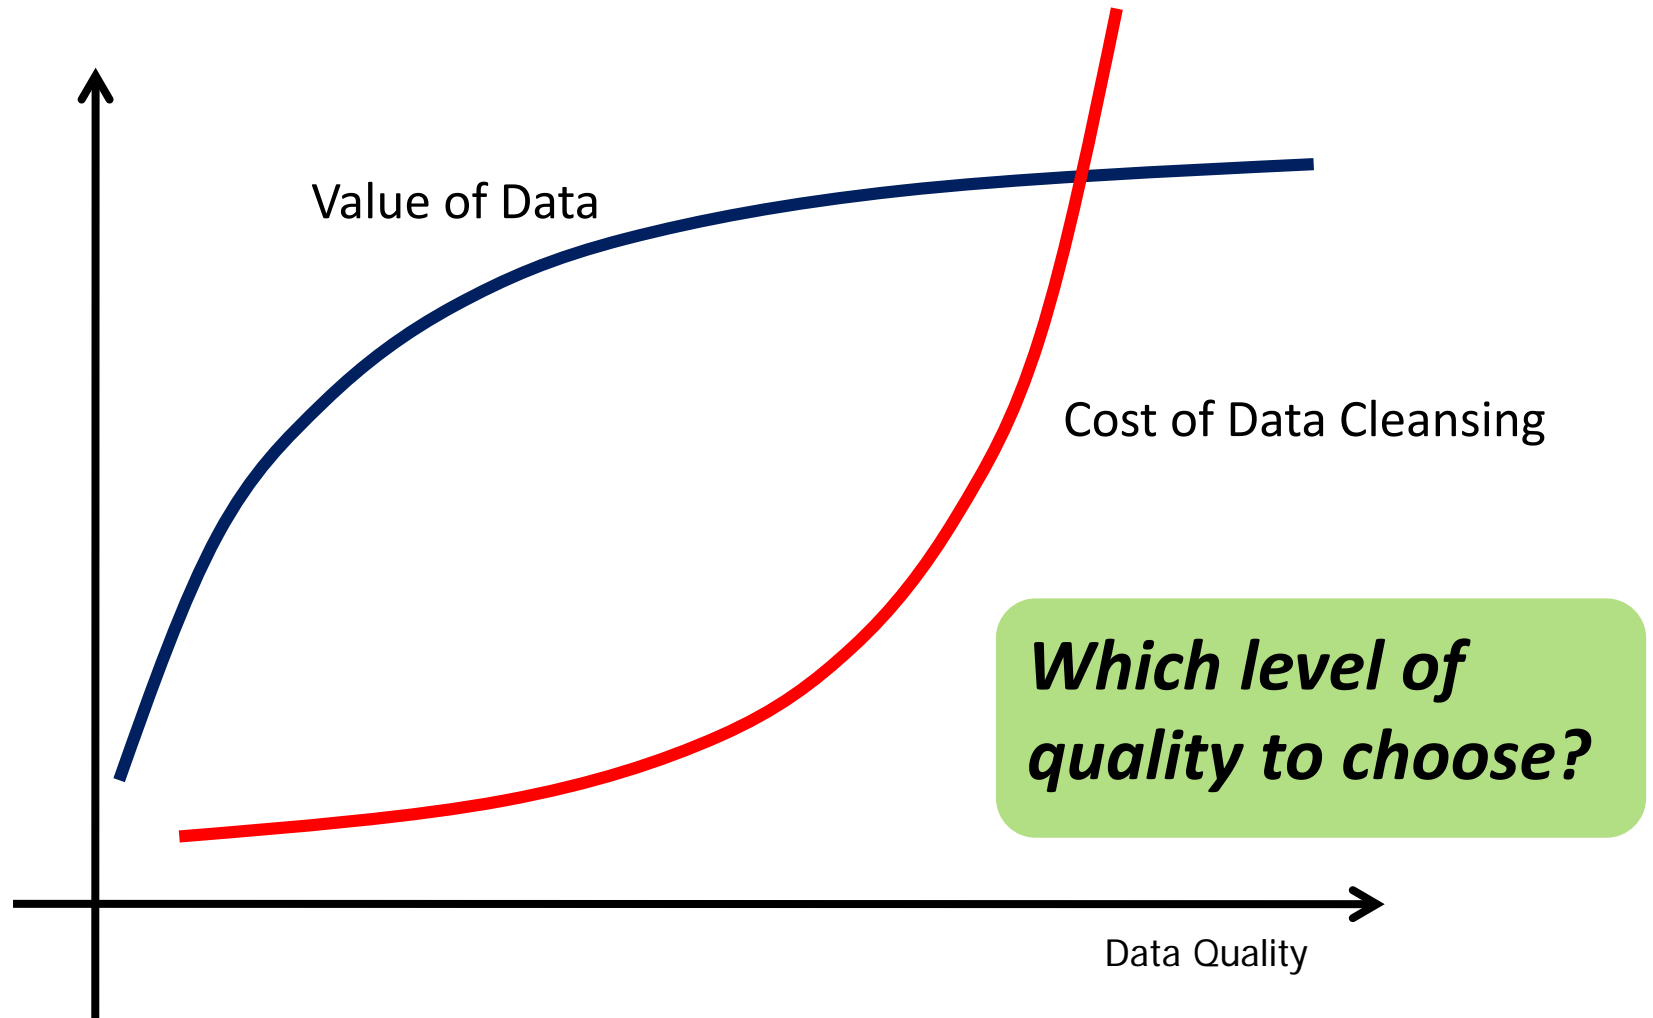 Value of Data
Cost of Data Cleansing
Which level of
quality to choose?
Data Quality